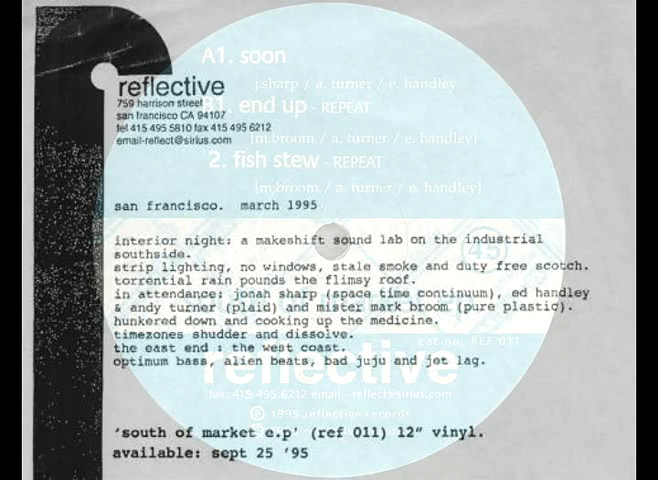 A1. soon
j.sharp / a. turner / e. handley
B1. end up - REPEAT
[m.broom / a. turner / e. handley]
2. fish stew - REPEAT
[m.broom / a. turner / e. handley]
reflective
759 harrison street
san francisco CA 94107
tel 415 495 5810 fax 415 495 6212
email-reflect@sirius.com
san francisco. march 1995
interior night: a makeshift sound lab on the industrial
southside.
strip lighting, no windows, stale smoke and duty free scotch.
torrential rain pounds the flimsy roof.
in attendance: jonah sharp (space time continuum), ed handley
& andy turner (plaid) and mister mark broom (pure plastic).
hunkered down and cooking up the medicine.
timezones shudder and dissolve.
the east end : the west coast.
optimum bass, alien beats, bad juju and jet lag.
45
cat no. REF 011
reflective
fax: 415.495.6212 email - reflect@sirius.com
℗ 1995 reflective records
'south of market e.p' (ref 011) 12" vinyl.
available: sept 25 '95